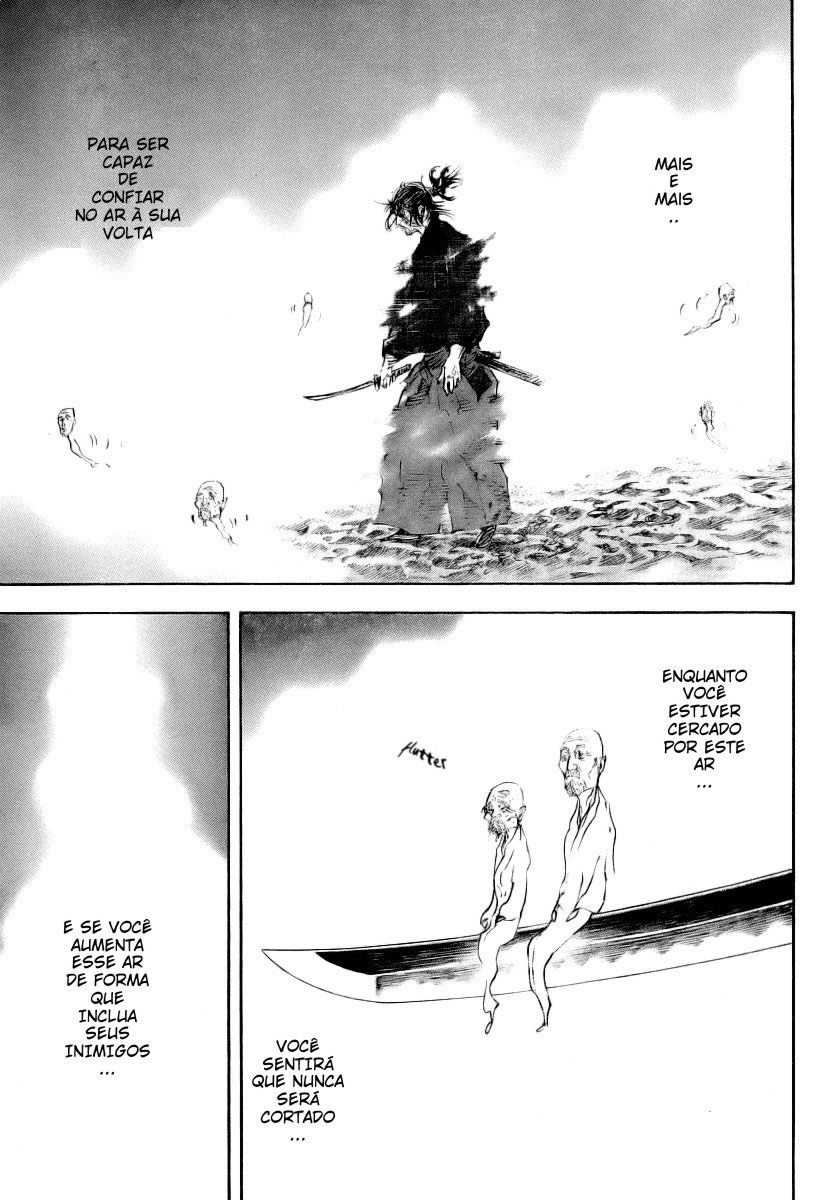 MAIS
E
MAIS
..
PARA SER
CAPAZ
DE
CONFIAR
NO AR À SUA
VOLTA
ENQUANTO
VOCÊ
ESTIVER
CERCADO
POR ESTE
AR
...
flutter
VOCÊ
SENTIRÁ
QUE NUNCA
SERÁ
CORTADO
...
E SE VOCÊ
AUMENTA
ESSE AR
DE FORMA
QUE
INCLUA
SEUS
INIMIGOS
...